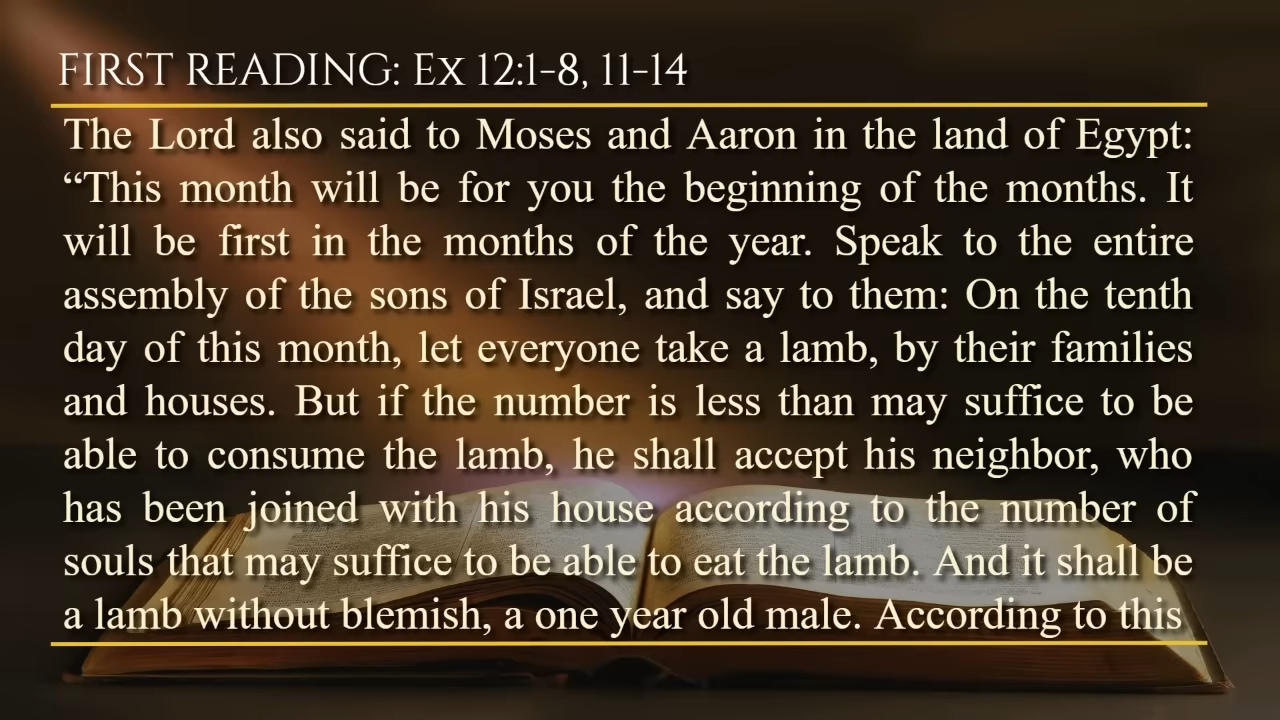 FIRST READING: Ex 12:1-8, 11-14
The Lord also said to Moses and Aaron in the land of Egypt:
“This month will be for you the beginning of the months. It
will be first in the months of the year. Speak to the entire
assembly of the sons of Israel, and say to them: On the tenth
day of this month, let everyone take a lamb, by their families
and houses. But if the number is less than may suffice to be
able to consume the lamb, he shall accept his neighbor, who
has been joined with his house according to the number of
souls that may suffice to be able to eat the lamb. And it shall be
a lamb without blemish, a one year old male. According to this